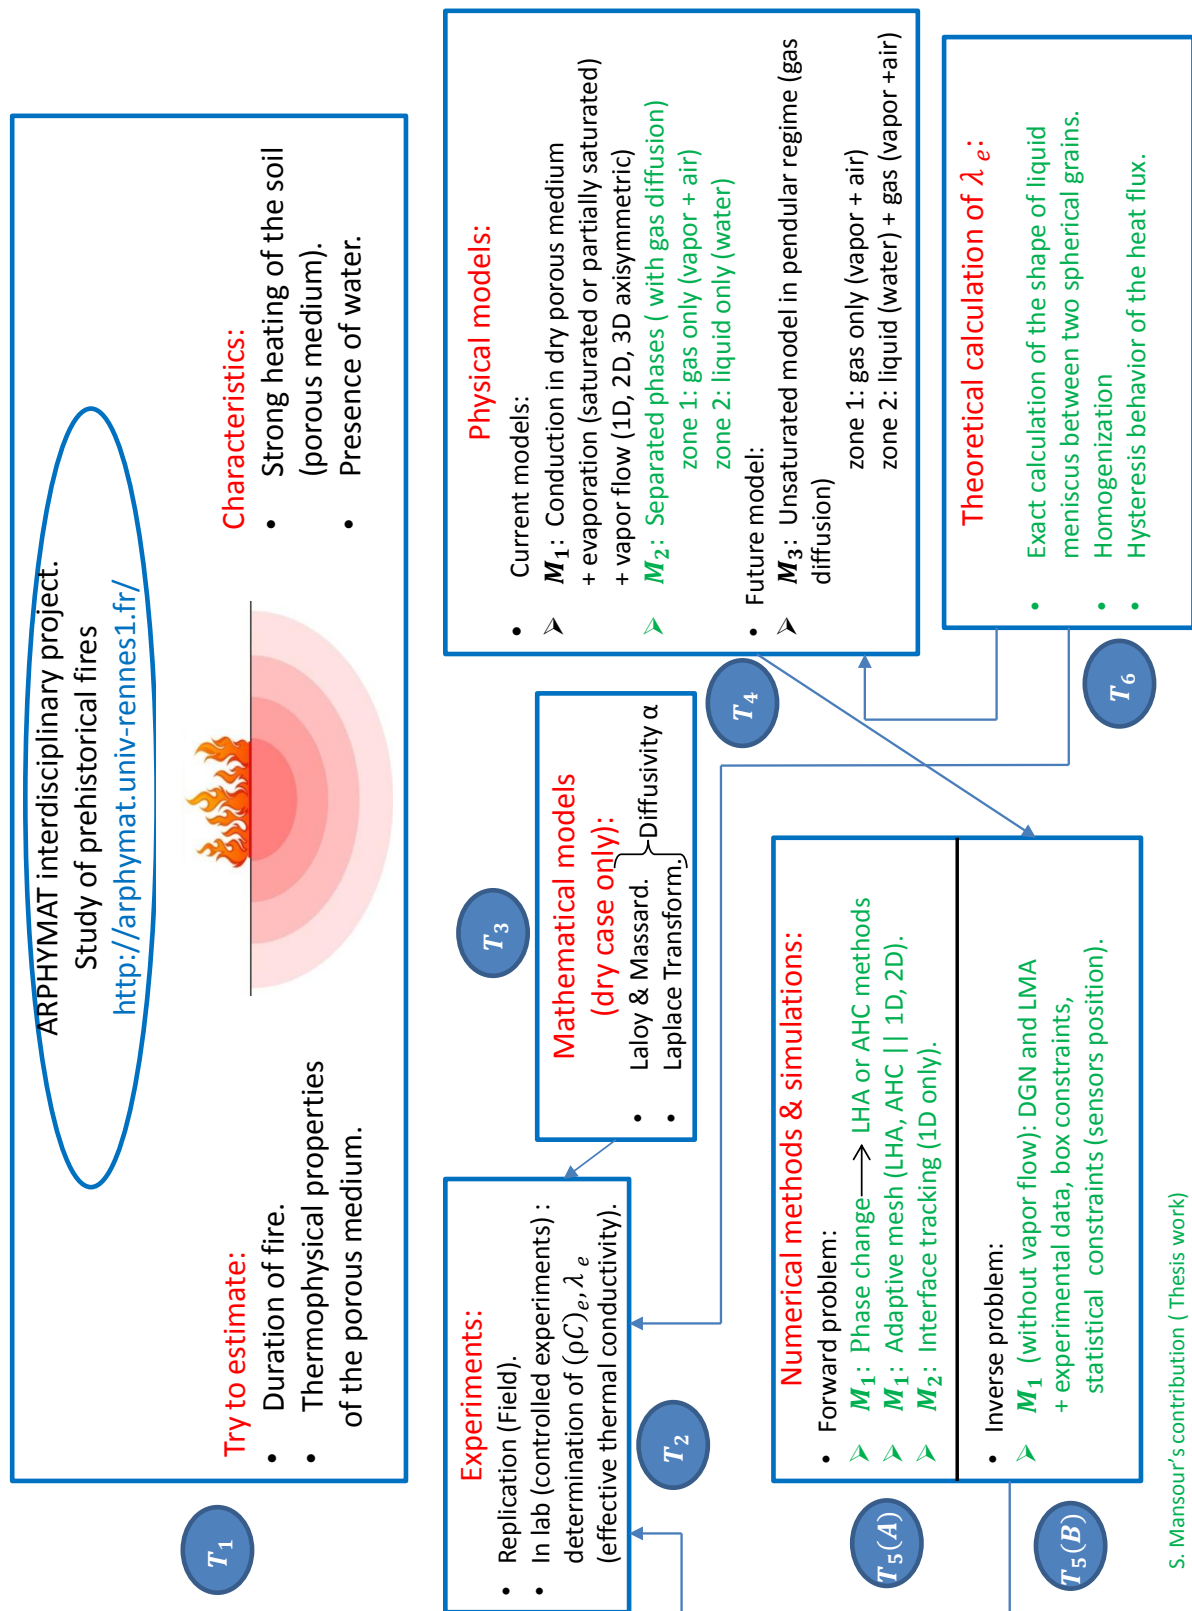 ARPHYMAT interdisciplinary project.
Study of prehistorical fires
http://arphymat.univ-rennes1.fr/
T₁
Try to estimate:
• Duration of fire.
• Thermophysical properties
of the porous medium.
Characteristics:
• Strong heating of the soil
(porous medium).
• Presence of water.
Experiments:
• Replication (Field).
• In lab (controlled experiments) :
determination of (ρC)ₑ, λ ₑ
(effective thermal conductivity).
T₂
T₃
Mathematical models
(dry case only):
• Laloy & Massard.
• Laplace Transform.
Diffusivity α
Physical models:
• Current models:
➢ M₁: Conduction in dry porous medium
+ evaporation (saturated or partially saturated)
+ vapor flow (1D, 2D, 3D axisymmetric)
➢ M₂: Separated phases ( with gas diffusion)
zone 1: gas only (vapor + air)
zone 2: liquid only (water)
• Future model:
➢ M₃: Unsaturated model in pendular regime (gas
diffusion)
zone 1: gas only (vapor + air)
zone 2: liquid (water) + gas (vapor +air)
T₄
Numerical methods & simulations:
• Forward problem:
➢ M₁: Phase change ⟶ LHA or AHC methods
➢ M₁: Adaptive mesh (LHA, AHC || 1D, 2D).
➢ M₂: Interface tracking (1D only).
T₅(A)
• Inverse problem:
➢ M₁ (without vapor flow): DGN and LMA
+ experimental data, box constraints,
statistical constraints (sensors position).
T₅(B)
Theoretical calculation of λ ₑ:
• Exact calculation of the shape of liquid
meniscus between two spherical grains.
• Homogenization
• Hysteresis behavior of the heat flux.
T₆
S. Mansour's contribution ( Thesis work)